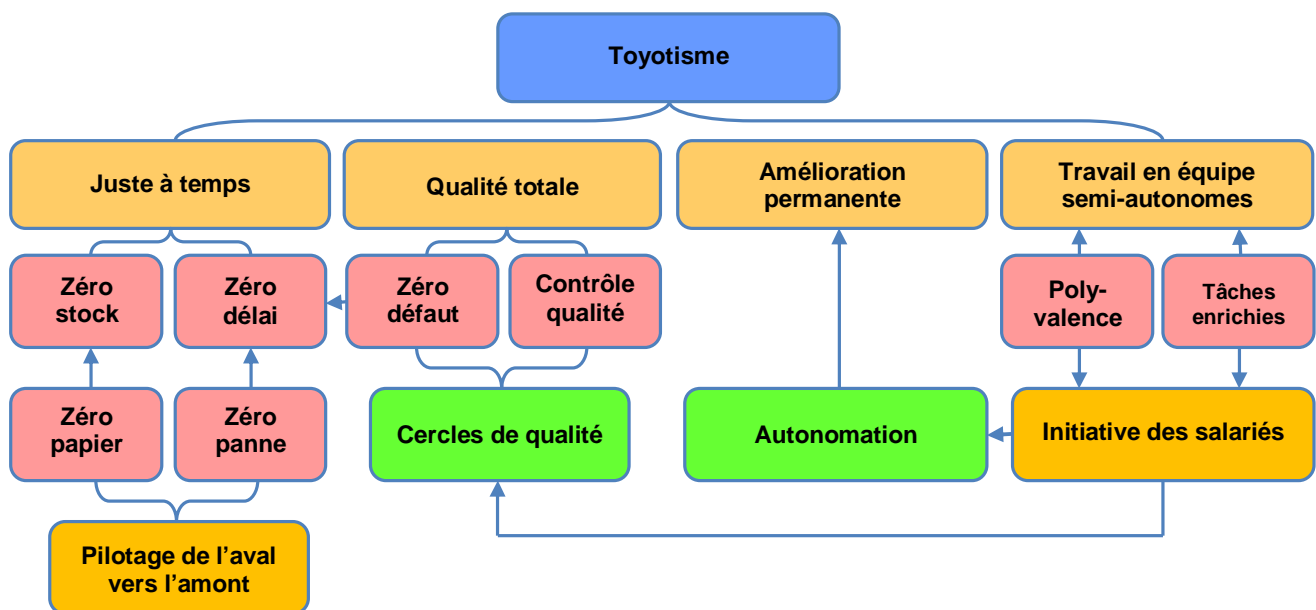 Toyotisme
Juste à temps
Qualité totale
Amélioration
permanente
Travail en équipe
semi-autonomes
Zéro
stock
Zéro
délai
Zéro
défaut
Contrôle
qualité
Poly-
valence
Tâches
enrichies
Zéro
papier
Zéro
panne
Cercles de qualité
Autonomation
Initiative des salariés
Pilotage de l’aval
vers l’amont